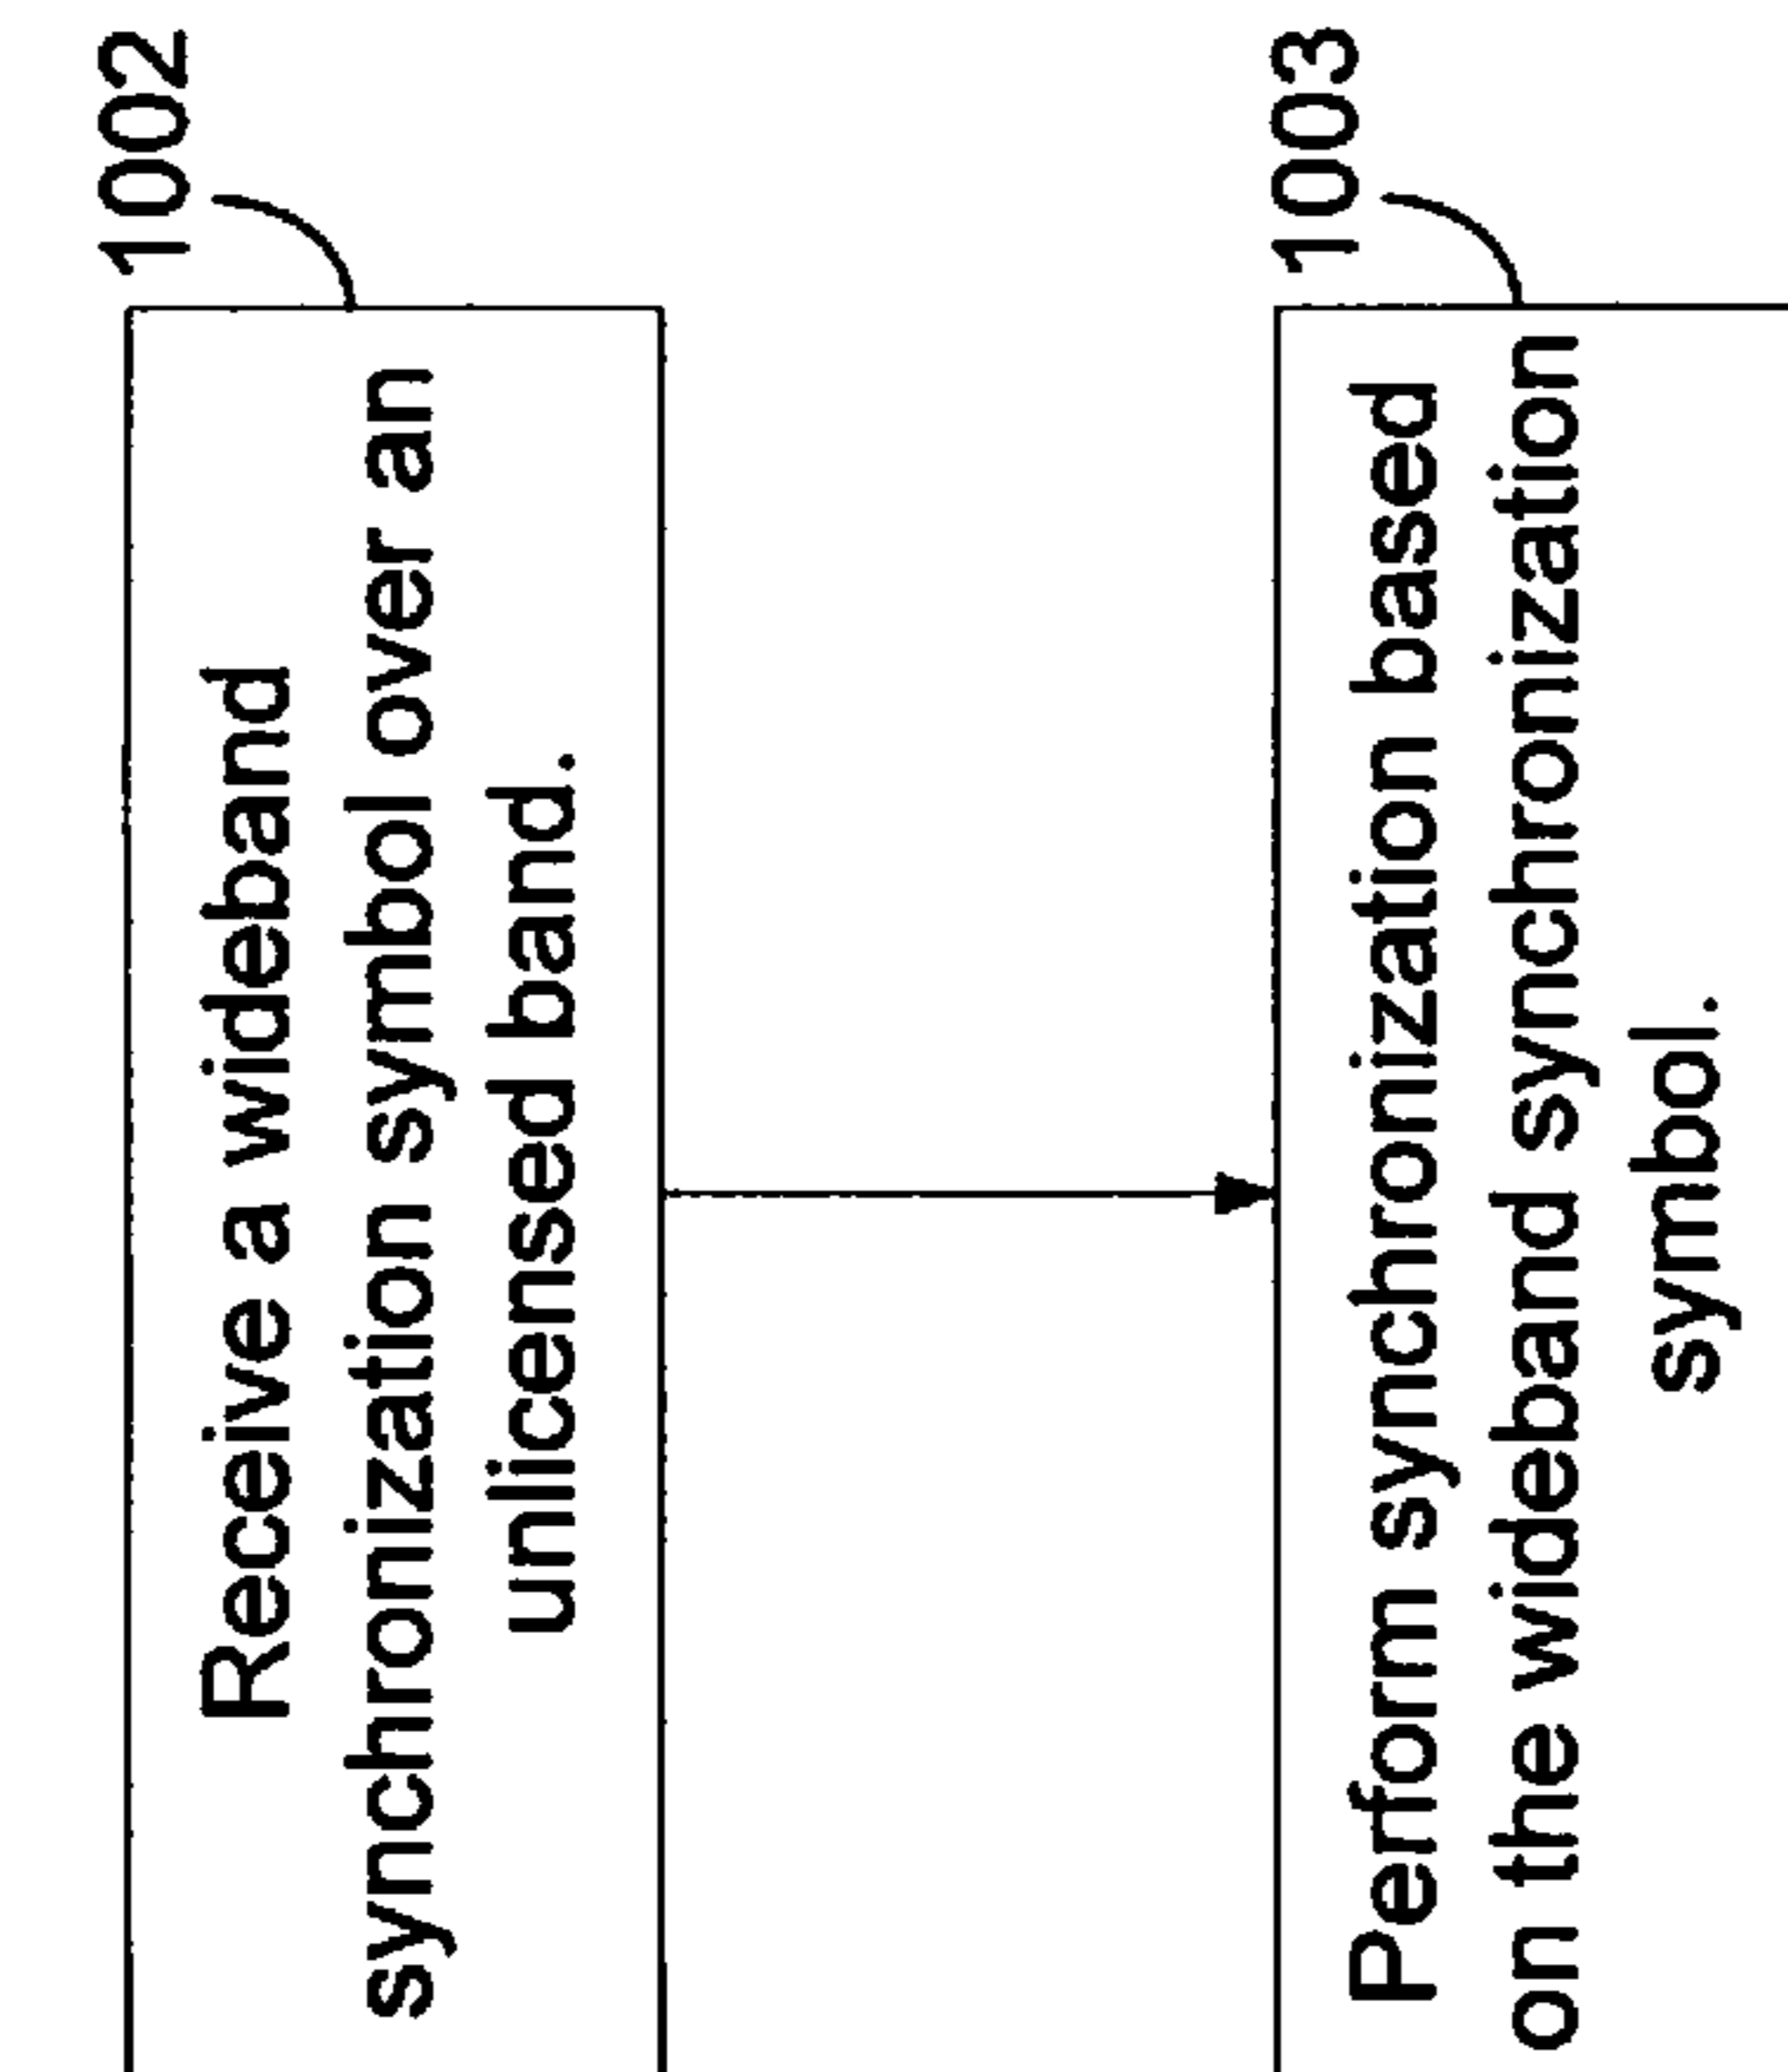 1002
Receive a wideband
synchronization symbol over an
unlicensed band.
1003
Perform synchronization based
on the wideband synchronization
symbol.